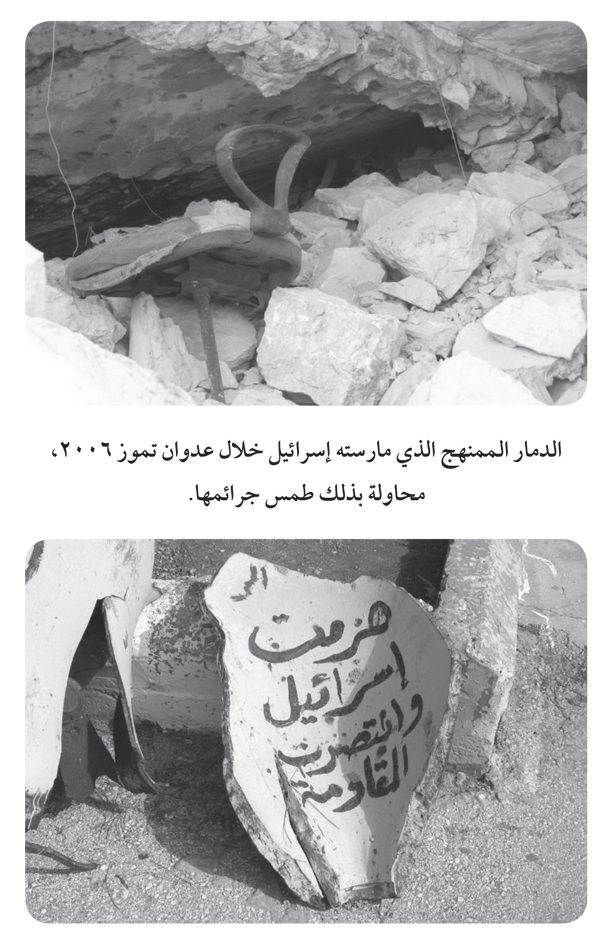 الدمار الممنهج الذي مارسته إسرائيل خلال عدوان تموز ٢٠٠٦،
محاولة بذلك طمس جرائمها.
هزمت
إسرائيل
وانتصرت
المقاومة